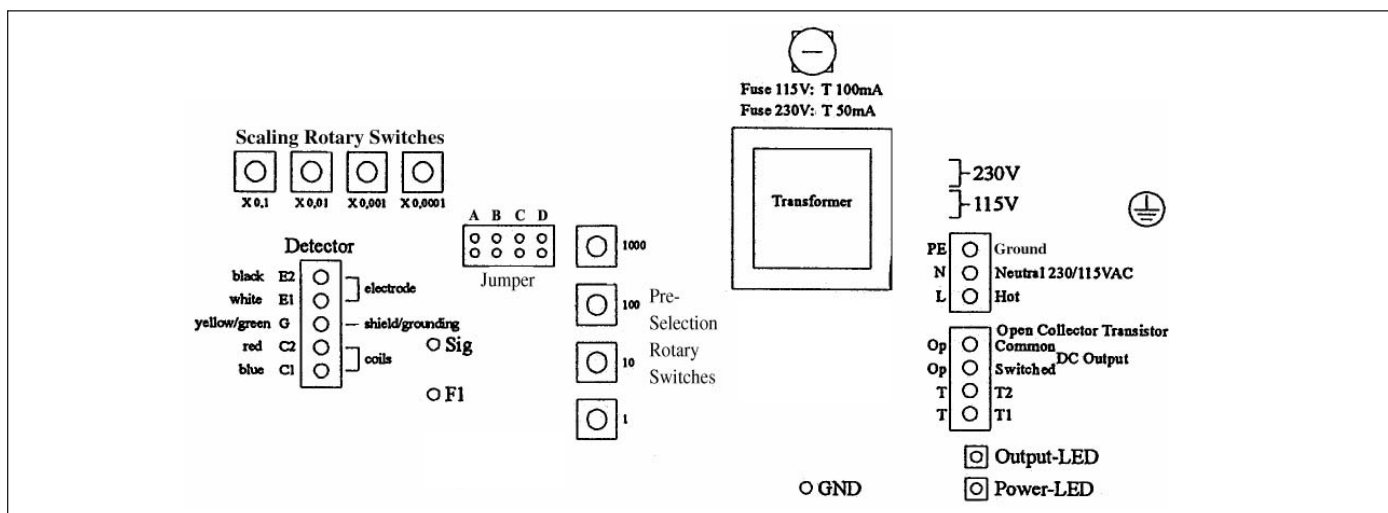 Fuse 115V: T 100mA
Fuse 230V: T 50mA
Scaling Rotary Switches
X 0,1 X 0,01 X 0,001 X 0,0001
Transformer
230V
115V
A B C D
Jumper
Detector
black E2
white E1
electrode
yellow/green G shield/grounding
red C2
blue C1
coils
Sig
F1
1000
100
10
1
Pre-
Selection
Rotary
Switches
PE Ground
N Neutral 230/115VAC
L Hot
Open Collector Transistor
Op Common
Op Switched
DC Output
T T2
T T1
Output-LED
Power-LED
GND